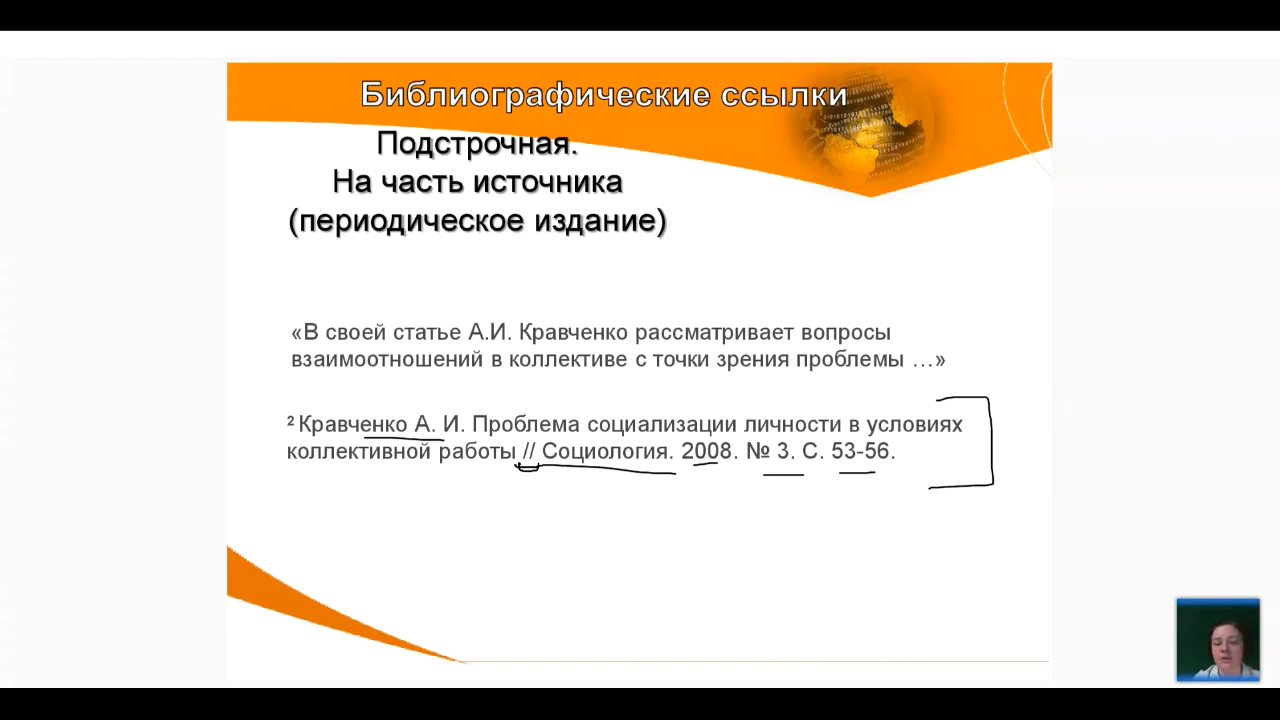 Библиографические ссылки
Подстрочная.
На часть источника
(периодическое издание)
«В своей статье А.И. Кравченко рассматривает вопросы
взаимоотношений в коллективе с точки зрения проблемы …»
² Кравченко А. И. Проблема социализации личности в условиях
коллективной работы // Социология. 2008. № 3. С. 53-56.